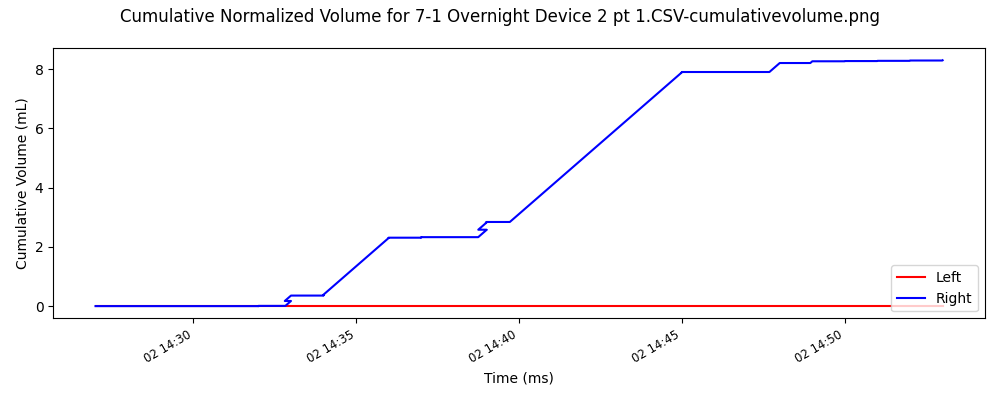 Cumulative Normalized Volume for 7-1 Overnight Device 2 pt 1.CSV-cumulativevolume.png
Cumulative Volume (mL)
8
6
4
2
0
Left
Right
02 14:30
02 14:35
02 14:40
02 14:45
02 14:50
Time (ms)